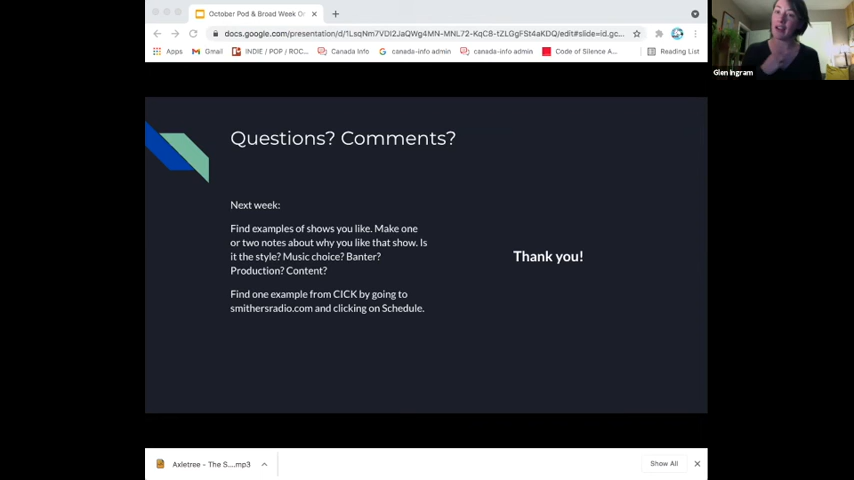 October Pod & Broad Week On
docs.google.com/presentation/d/1LsqNm7VDI2JaQWg4MN-MNL72-KqC8-tZLGgFSt4aKDQ/edit#slide=id.gc...
Apps
Gmail
INDIE / POP / ROC...
Canada Info
canada-info admin
canada-info admin
Code of Silence A...
Reading List
Glen Ingram
Questions? Comments?
Next week:
Find examples of shows you like. Make one
or two notes about why you like that show. Is
it the style? Music choice? Banter?
Production? Content?
Find one example from CICK by going to
smithersradio.com and clicking on Schedule.
Thank you!
Axletree - The S....mp3
Show All